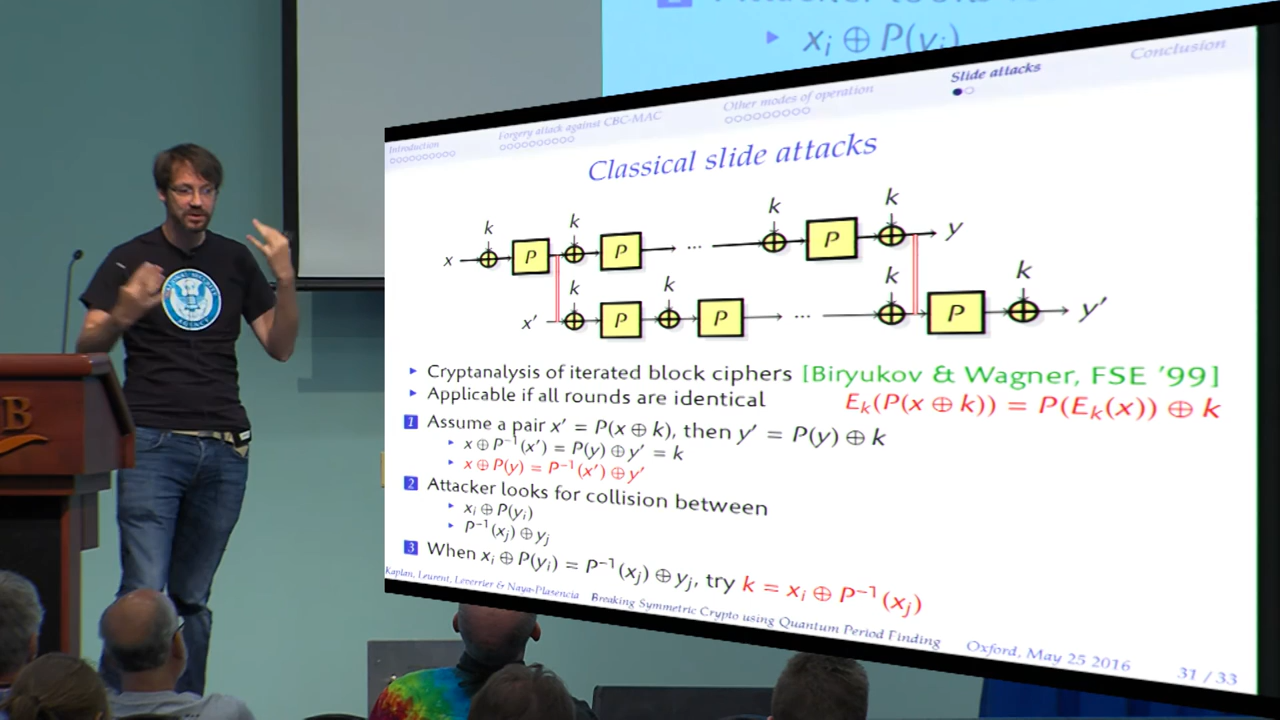 x_i ⊕ P(y_i)
Introduction
Forgery attack against CBC-MAC
Other modes of operation
Slide attacks
Conclusion
Classical slide attacks
k k k k
x P P ... P y
k k k k
x' P P ... P y'
▸ Cryptanalysis of iterated block ciphers [Biryukov & Wagner, FSE '99]
▸ Applicable if all rounds are identical E_k(P(x ⊕ k)) = P(E_k(x)) ⊕ k
1 Assume a pair x' = P(x ⊕ k), then y' = P(y) ⊕ k
▸ x ⊕ P⁻¹(x') = P(y) ⊕ y' = k
▸ x ⊕ P(y) = P⁻¹(x') ⊕ y'
2 Attacker looks for collision between
▸ x_i ⊕ P(y_i)
▸ P⁻¹(x_j) ⊕ y_j
3 When x_i ⊕ P(y_i) = P⁻¹(x_j) ⊕ y_j, try k = x_i ⊕ P⁻¹(x_j)
Kaplan, Leurent, Leverrier & Naya-Plasencia Breaking Symmetric Crypto using Quantum Period Finding Oxford, May 25 2016 31 / 33
B